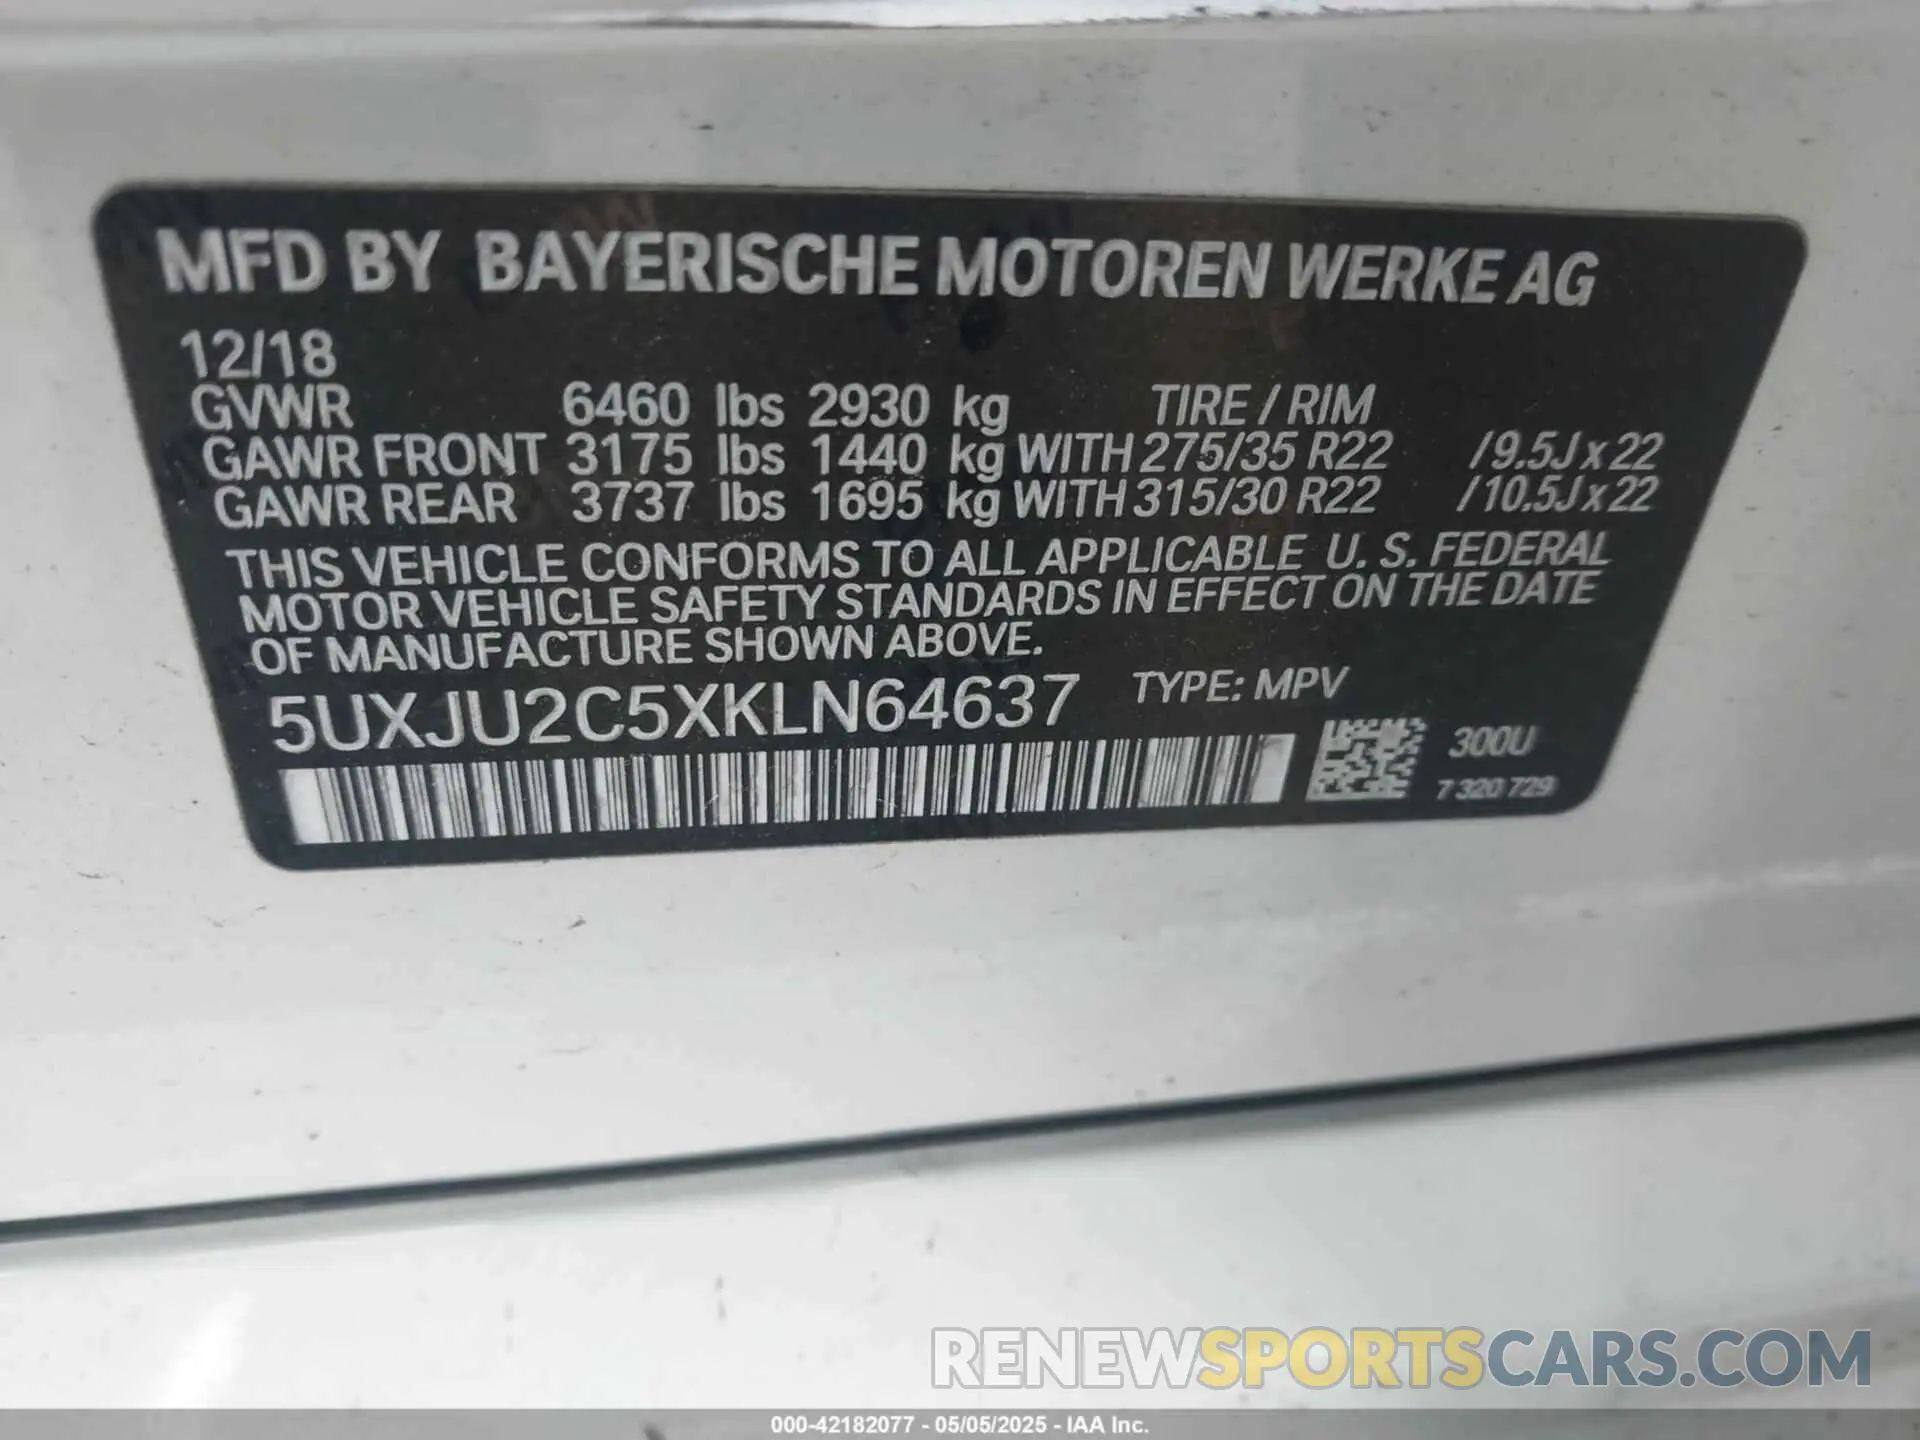 MFD BY BAYERISCHE MOTOREN WERKE AG
12/18
GVWR 6460 lbs 2930 kg TIRE / RIM
GAWR FRONT 3175 lbs 1440 kg WITH 275/35 R22 /9.5J x 22
GAWR REAR 3737 lbs 1695 kg WITH 315/30 R22 /10.5J x 22
THIS VEHICLE CONFORMS TO ALL APPLICABLE U. S. FEDERAL
MOTOR VEHICLE SAFETY STANDARDS IN EFFECT ON THE DATE
OF MANUFACTURE SHOWN ABOVE.
5UXJU2C5XKLN64637 TYPE: MPV
300U
7 320 729
RENEWSPORTSCARS.COM
000-42182077 - 05/05/2025 - IAA Inc.